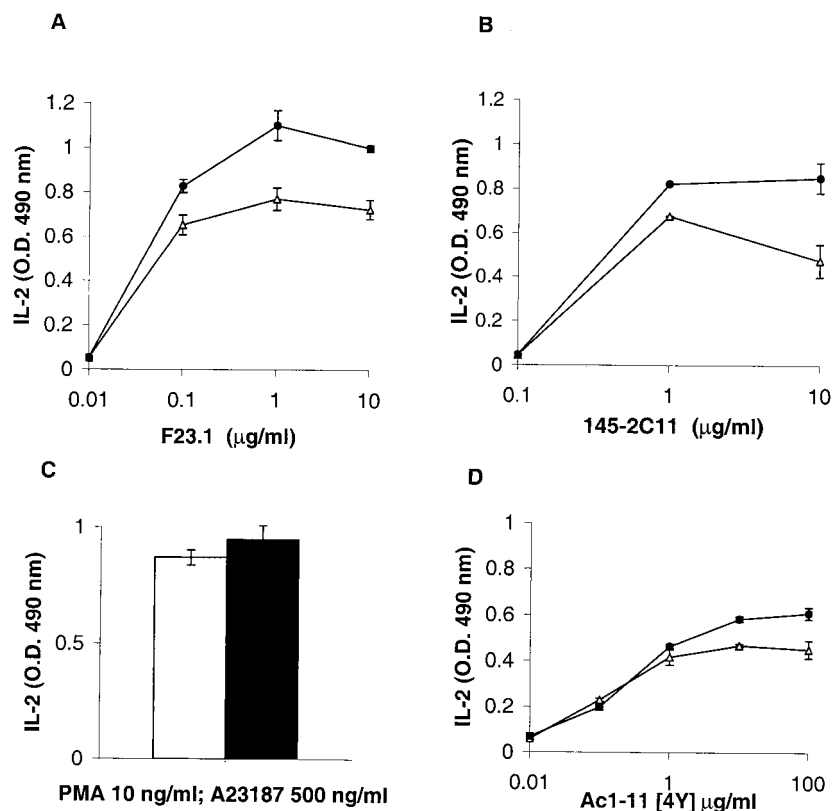 A
IL-2 (O.D. 490 nm)
1.2
1
0.8
0.6
0.4
0.2
0
0.01
0.1
1
10
F23.1 (µg/ml)
B
IL-2 (O.D. 490 nm)
1.2
1
0.8
0.6
0.4
0.2
0
0.1
1
10
145-2C11 (µg/ml)
C
IL-2 (O.D. 490 nm)
1
0.5
0
PMA 10 ng/ml; A23187 500 ng/ml
D
IL-2 (O.D. 490 nm)
1
0.8
0.6
0.4
0.2
0
0.01
1
100
Ac1-11 [4Y] µg/ml